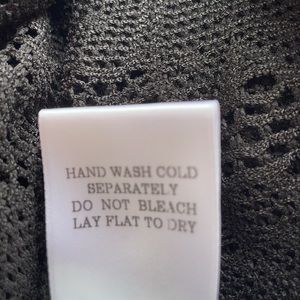 HAND WASH COLD
SEPARATELY
DO NOT BLEACH
LAY FLAT TO DRY